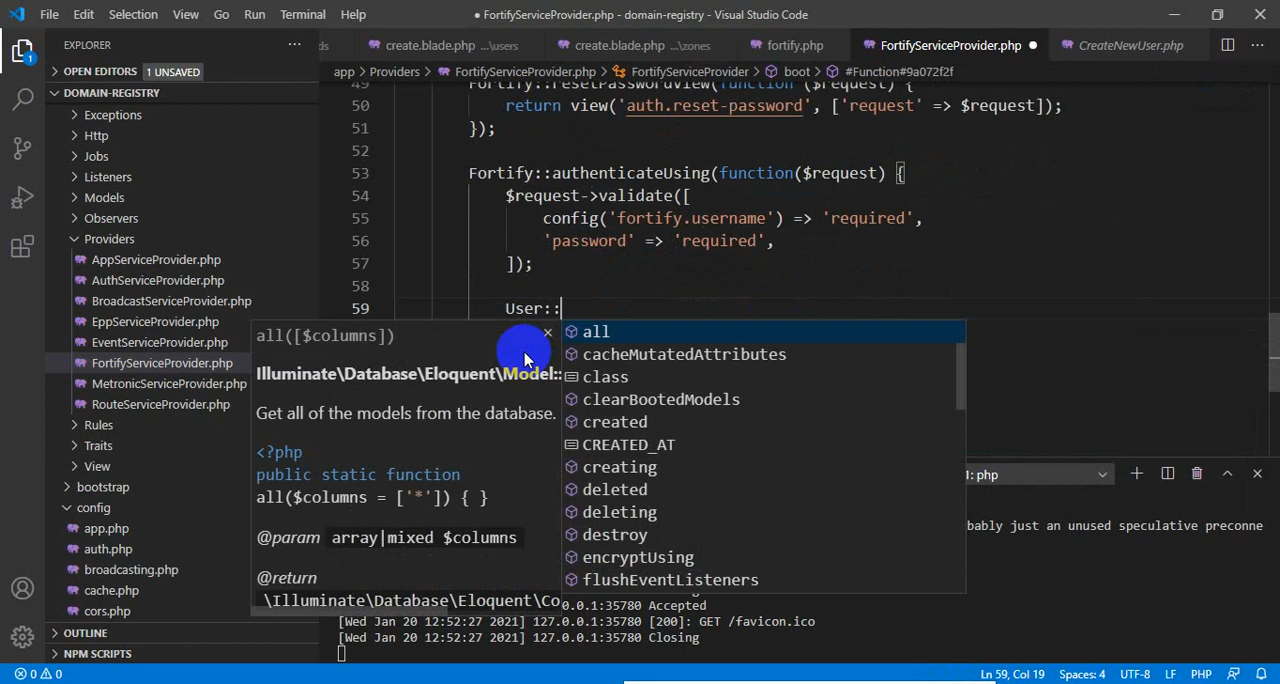 File Edit Selection View Go Run Terminal Help
● FortifyServiceProvider.php - domain-registry - Visual Studio Code
EXPLORER
ds create.blade.php ...\users create.blade.php ...\zones fortify.php FortifyServiceProvider.php CreateNewUser.php
OPEN EDITORS 1 UNSAVED
app > Providers > FortifyServiceProvider.php > FortifyServiceProvider > boot > #Function#9a072f2f
DOMAIN-REGISTRY
Exceptions
Http
Jobs
Listeners
Models
Observers
Providers
AppServiceProvider.php
AuthServiceProvider.php
BroadcastServiceProvider.php
EppServiceProvider.php
EventServiceProvider.php
FortifyServiceProvider.php
MetronicServiceProvider.php
RouteServiceProvider.php
Rules
Traits
View
bootstrap
config
app.php
auth.php
broadcasting.php
cache.php
cors.php
OUTLINE
NPM SCRIPTS
49 Fortify::resetPasswordView(function ($request) {
50 return view('auth.reset-password', ['request' => $request]);
51 });
52
53 Fortify::authenticateUsing(function($request) {
54 $request->validate([
55 config('fortify.username') => 'required',
56 'password' => 'required',
57 ]);
58
59 User::
all([$columns])
Illuminate\Database\Eloquent\Model::
Get all of the models from the database.
<?php
public static function
all($columns = ['*']) { }
@param array|mixed $columns
@return
\Illuminate\Database\Eloquent\Co
all
cacheMutatedAttributes
class
clearBootedModels
created
CREATED_AT
creating
deleted
deleting
destroy
encryptUsing
flushEventListeners
1: php
bably just an unused speculative preconne
0.0.1:35780 Accepted
[Wed Jan 20 12:52:27 2021] 127.0.0.1:35780 [200]: GET /favicon.ico
[Wed Jan 20 12:52:27 2021] 127.0.0.1:35780 Closing
0 0 Ln 59, Col 19 Spaces: 4 UTF-8 LF PHP